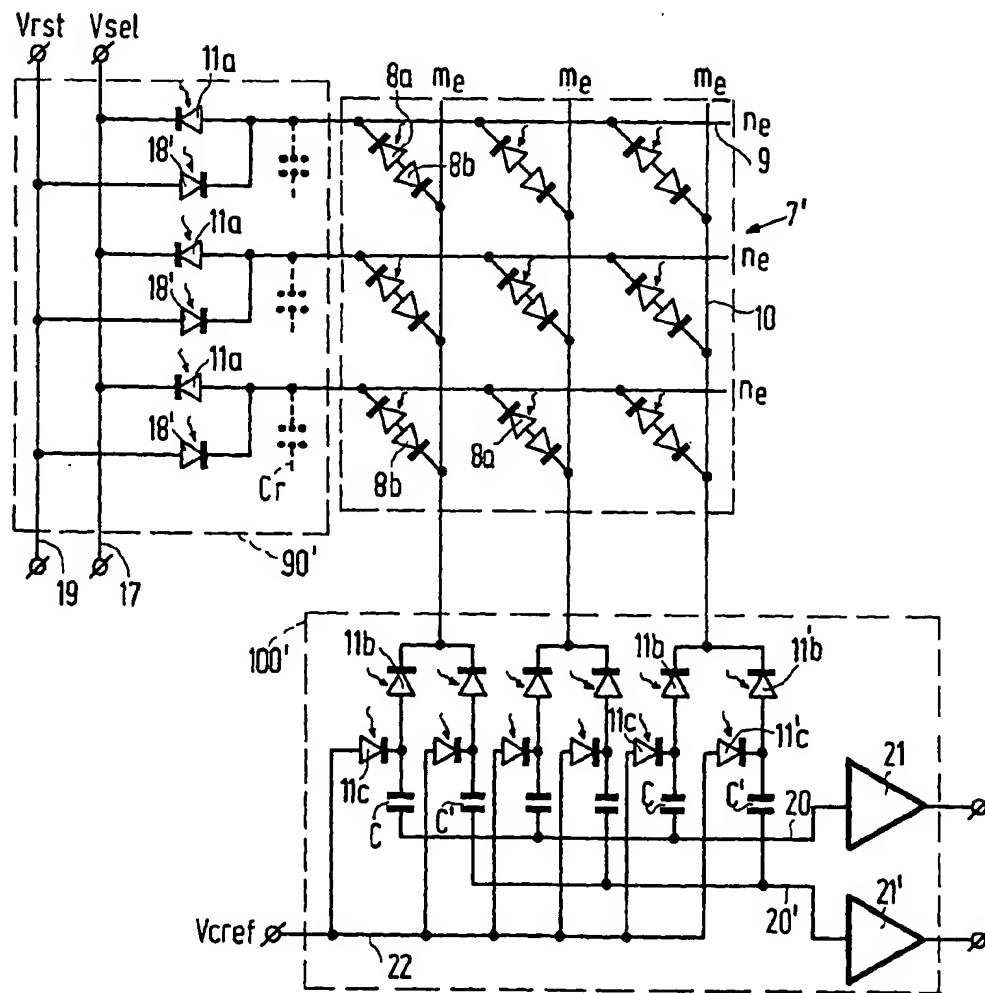 Vrst Vsel
11a 8a me me me
ne
9
18' 8b
7'
11a
ne
18'
10
11a
ne
18'
8b 8a
Cr
90'
19 17
100' 11b 11b 11'b
11c 11'c
11c 21
C C' C C' 20
20' 21'
Vcref
22